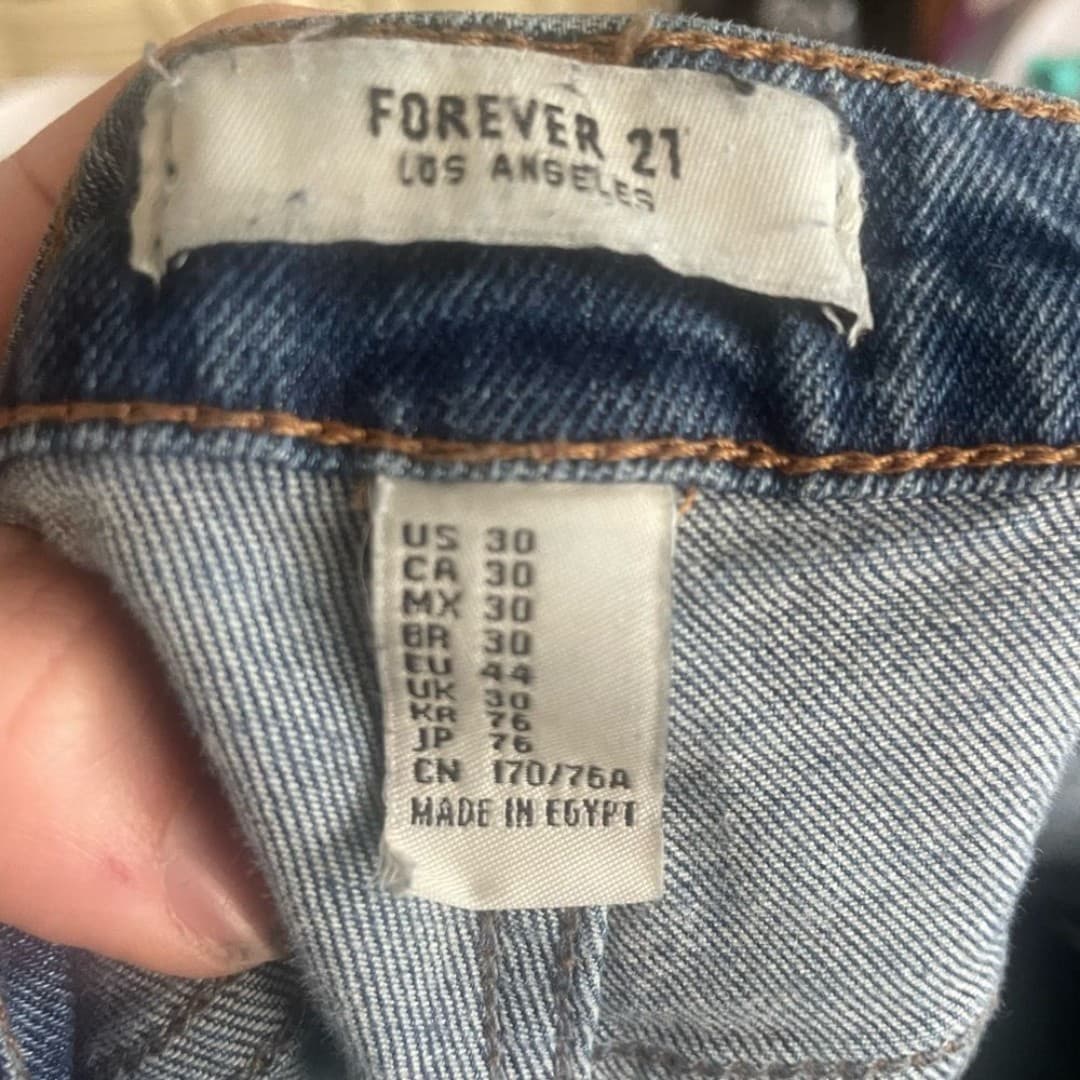 FOREVER 21
LOS ANGELES
US 30
CA 30
MX 30
BR 30
EU 44
UK 30
KR 76
JP 76
CN 170/76A
MADE IN EGYPT